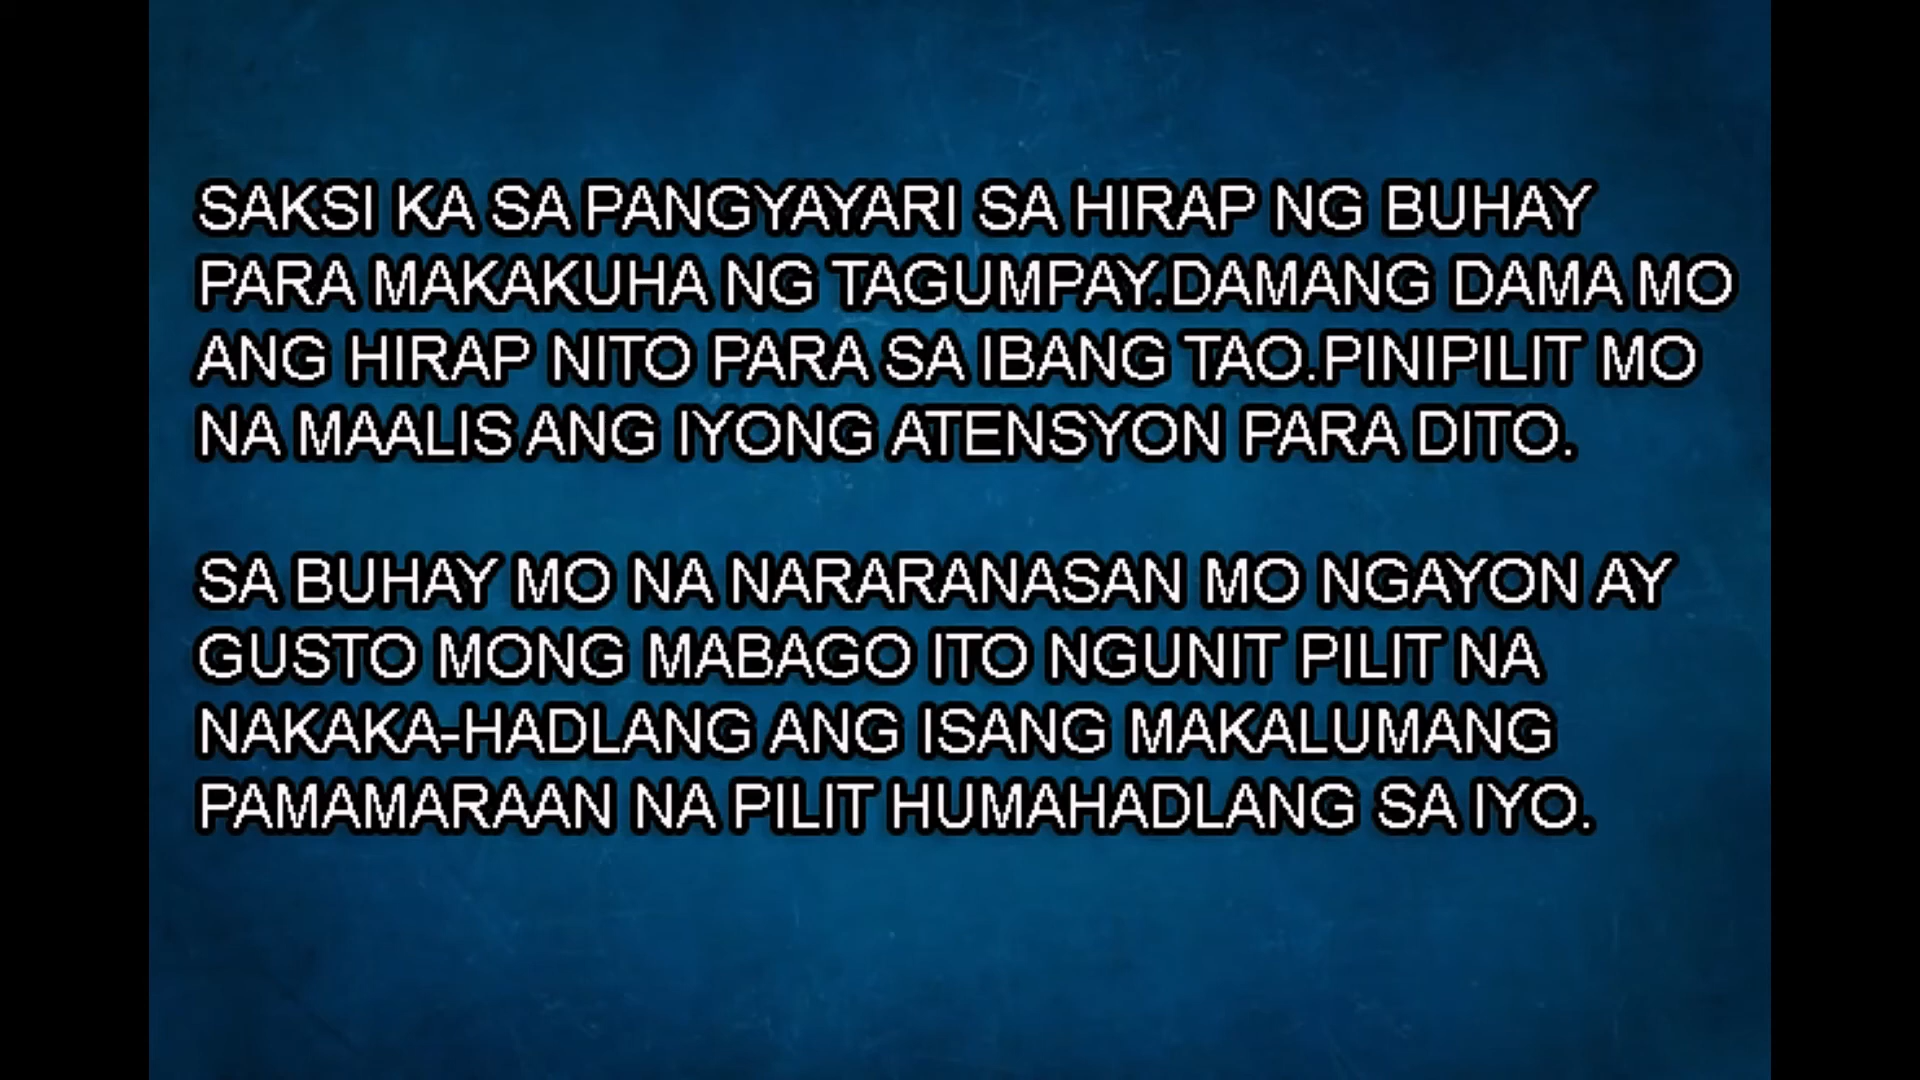 SAKSI KA SA PANGYAYARI SA HIRAP NG BUHAY
PARA MAKAKUHA NG TAGUMPAY.DAMANG DAMA MO
ANG HIRAP NITO PARA SA IBANG TAO.PINIPILIT MO
NA MAALIS ANG IYONG ATENSYON PARA DITO.
SA BUHAY MO NA NARARANASAN MO NGAYON AY
GUSTO MONG MABAGO ITO NGUNIT PILIT NA
NAKAKA-HADLANG ANG ISANG MAKALUMANG
PAMAMARAAN NA PILIT HUMAHADLANG SA IYO.